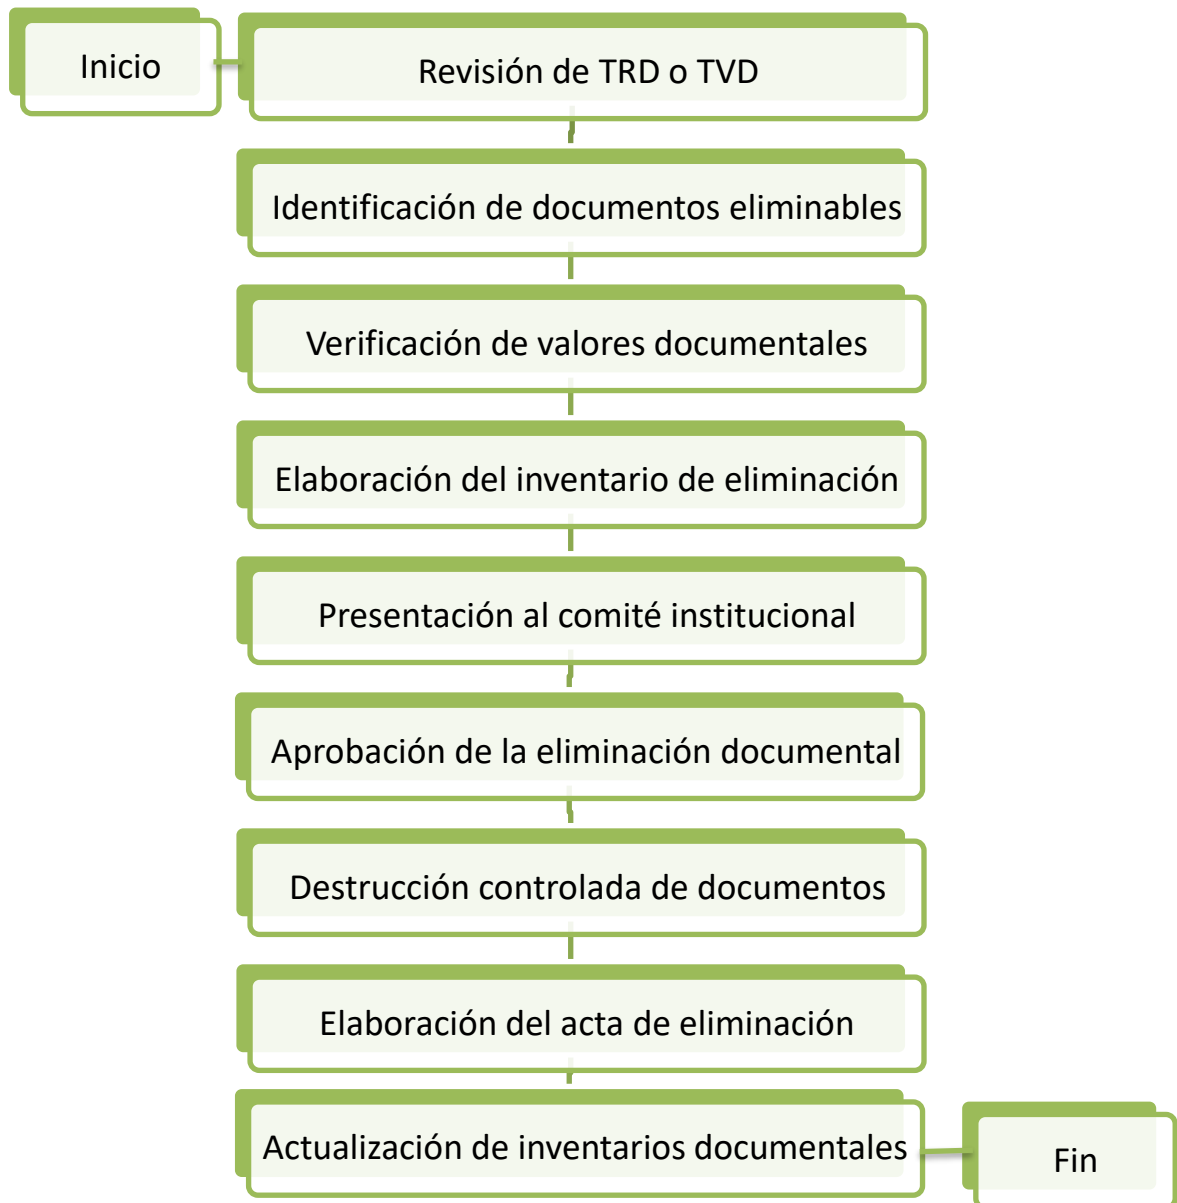 Inicio
Revisión de TRD o TVD
Identificación de documentos eliminables
Verificación de valores documentales
Elaboración del inventario de eliminación
Presentación al comité institucional
Aprobación de la eliminación documental
Destrucción controlada de documentos
Elaboración del acta de eliminación
Actualización de inventarios documentales
Fin